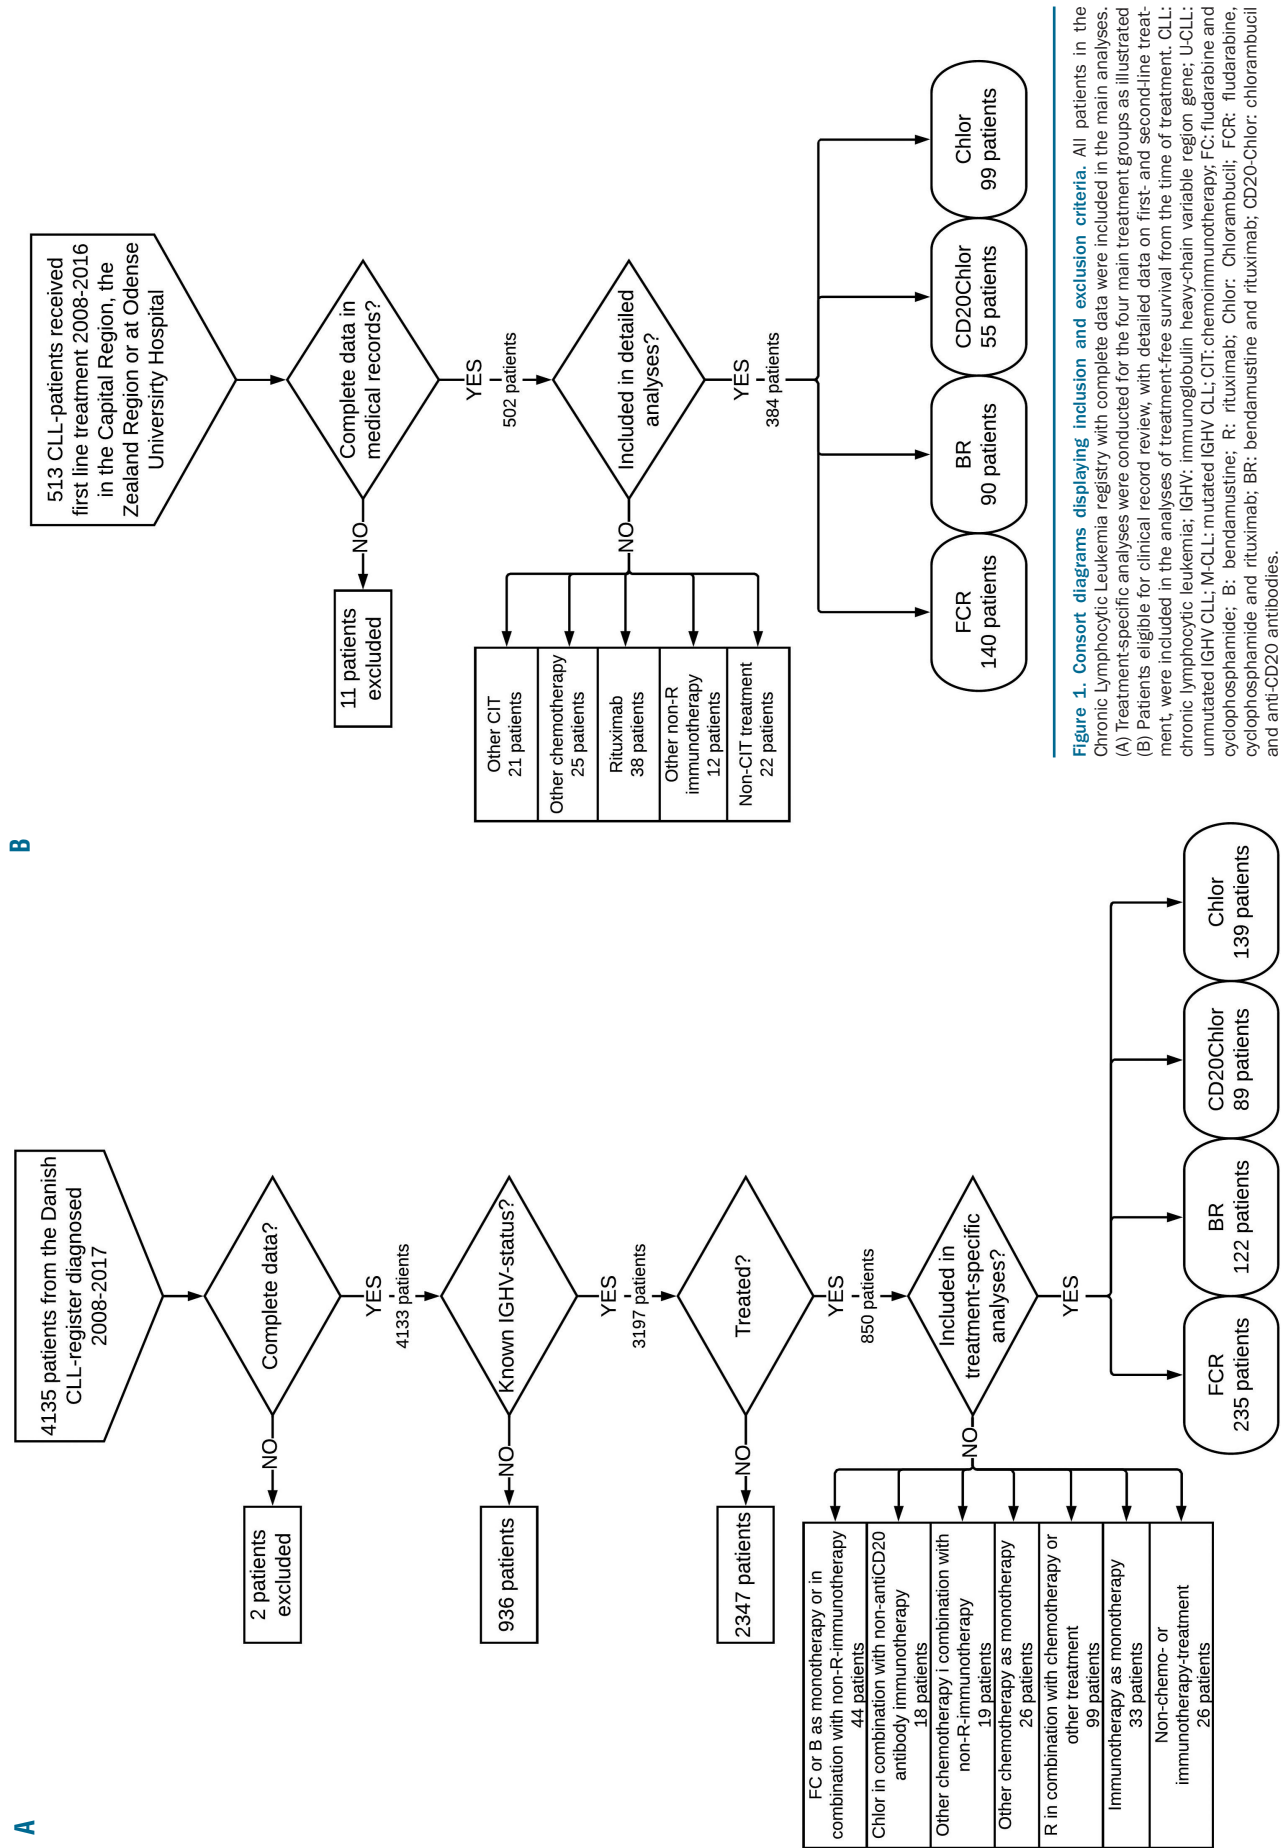 A
4135 patients from the Danish
CLL-register diagnosed
2008-2017
Complete data?
NO
2 patients
excluded
YES
4133 patients
Known IGHV-status?
NO
936 patients
YES
3197 patients
Treated?
NO
2347 patients
YES
850 patients
Included in
treatment-specific
analyses?
NO
FC or B as monotherapy or in
combination with non-R-immunotherapy
44 patients
Chlor in combination with non-antiCD20
antibody immunotherapy
18 patients
Other chemotherapy i combination with
non-R-immunotherapy
19 patients
Other chemotherapy as monotherapy
26 patients
R in combination with chemotherapy or
other treatment
99 patients
Immunotherapy as monotherapy
33 patients
Non-chemo- or
immunotherapy-treatment
26 patients
YES
FCR
235 patients
BR
122 patients
CD20Chlor
89 patients
Chlor
139 patients
B
513 CLL-patients received
first line treatment 2008-2016
in the Capital Region, the
Zealand Region or at Odense
Universirty Hospital
Complete data in
medical records?
NO
11 patients
excluded
YES
502 patients
Included in detailed
analyses?
NO
Other CIT
21 patients
Other chemotherapy
25 patients
Rituximab
38 patients
Other non-R
immunotherapy
12 patients
Non-CIT treatment
22 patients
YES
384 patients
FCR
140 patients
BR
90 patients
CD20Chlor
55 patients
Chlor
99 patients
Figure 1. Consort diagrams displaying inclusion and exclusion criteria. All patients in the
Chronic Lymphocytic Leukemia registry with complete data were included in the main analyses.
(A) Treatment-specific analyses were conducted for the four main treatment groups as illustrated
(B) Patients eligible for clinical record review, with detailed data on first- and second-line treat-
ment, were included in the analyses of treatment-free survival from the time of treatment. CLL:
chronic lymphocytic leukemia; IGHV: immunoglobulin heavy-chain variable region gene; U-CLL:
unmutated IGHV CLL; M-CLL: mutated IGHV CLL; CIT: chemoimmunotherapy; FC: fludarabine and
cyclophosphamide; B: bendamustine; R: rituximab; Chlor: Chlorambucil; FCR: fludarabine,
cyclophosphamide and rituximab; BR: bendamustine and rituximab; CD20-Chlor: chlorambucil
and anti-CD20 antibodies.